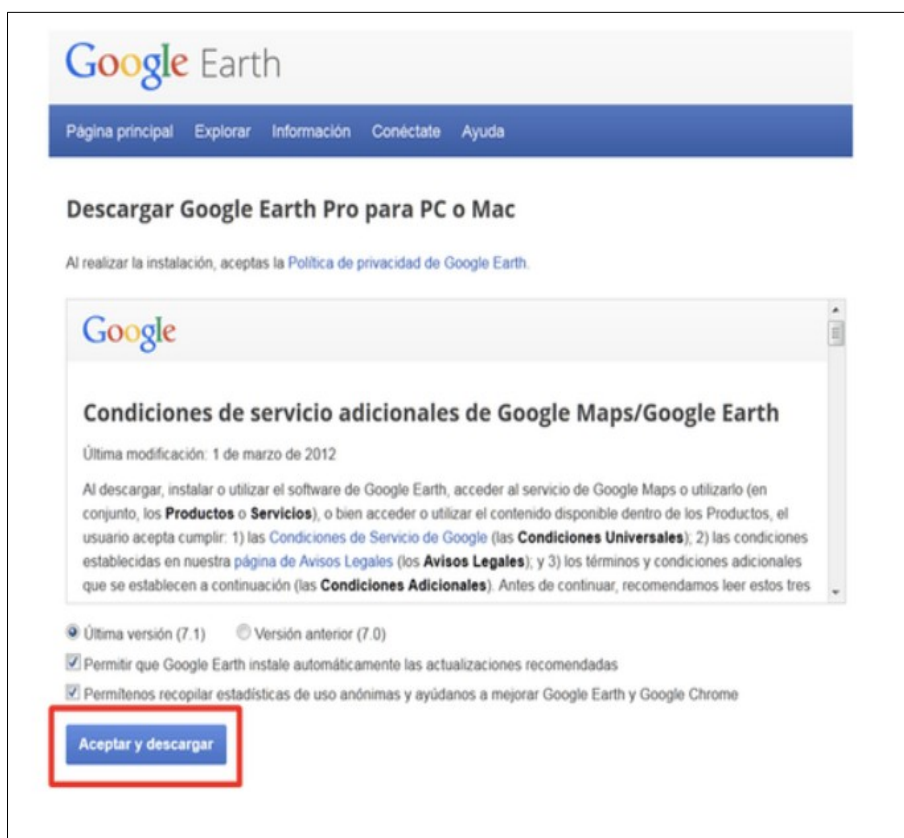 Google Earth
Página principal Explorar Información Conéctate Ayuda
Descargar Google Earth Pro para PC o Mac
Al realizar la instalación, aceptas la Política de privacidad de Google Earth.
Google
Condiciones de servicio adicionales de Google Maps/Google Earth
Última modificación: 1 de marzo de 2012
Al descargar, instalar o utilizar el software de Google Earth, acceder al servicio de Google Maps o utilizarlo (en
conjunto, los Productos o Servicios), o bien acceder o utilizar el contenido disponible dentro de los Productos, el
usuario acepta cumplir: 1) las Condiciones de Servicio de Google (las Condiciones Universales); 2) las condiciones
establecidas en nuestra página de Avisos Legales (los Avisos Legales); y 3) los términos y condiciones adicionales
que se establecen a continuación (las Condiciones Adicionales). Antes de continuar, recomendamos leer estos tres
Última versión (7.1) Versión anterior (7.0)
Permitir que Google Earth instale automáticamente las actualizaciones recomendadas
Permítenos recopilar estadísticas de uso anónimas y ayúdanos a mejorar Google Earth y Google Chrome
Aceptar y descargar